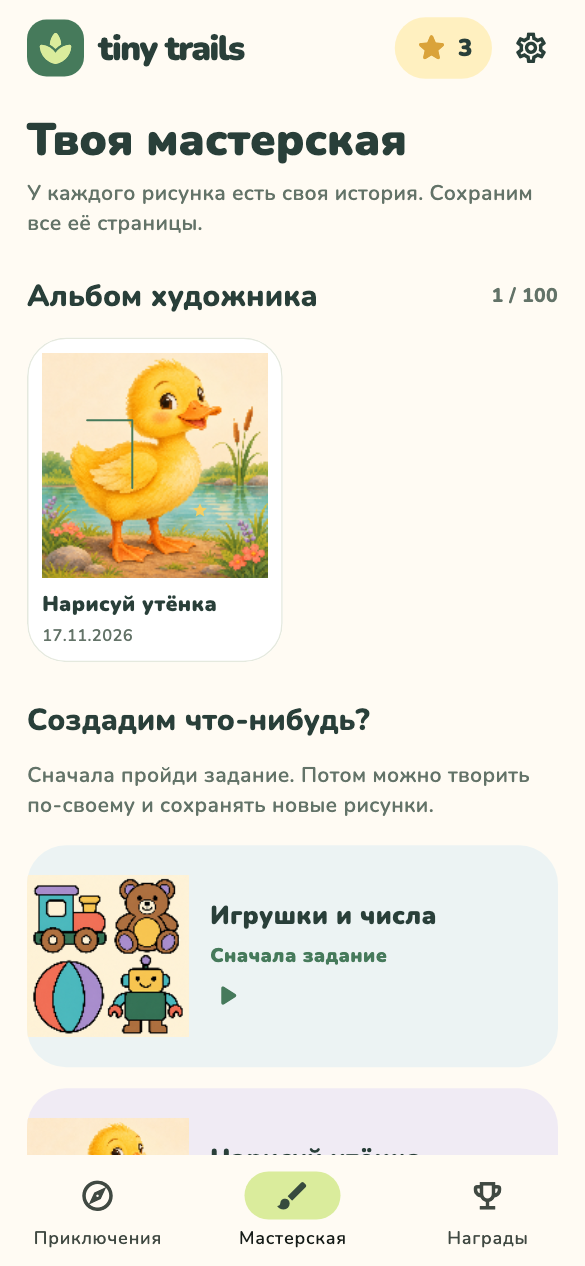 tiny trails
3
Твоя мастерская
У каждого рисунка есть своя история. Сохраним
все её страницы.
Альбом художника
1 / 100
Нарисуй утёнка
17.11.2026
Создадим что-нибудь?
Сначала пройди задание. Потом можно творить
по-своему и сохранять новые рисунки.
Игрушки и числа
Сначала задание
Приключения
Мастерская
Награды